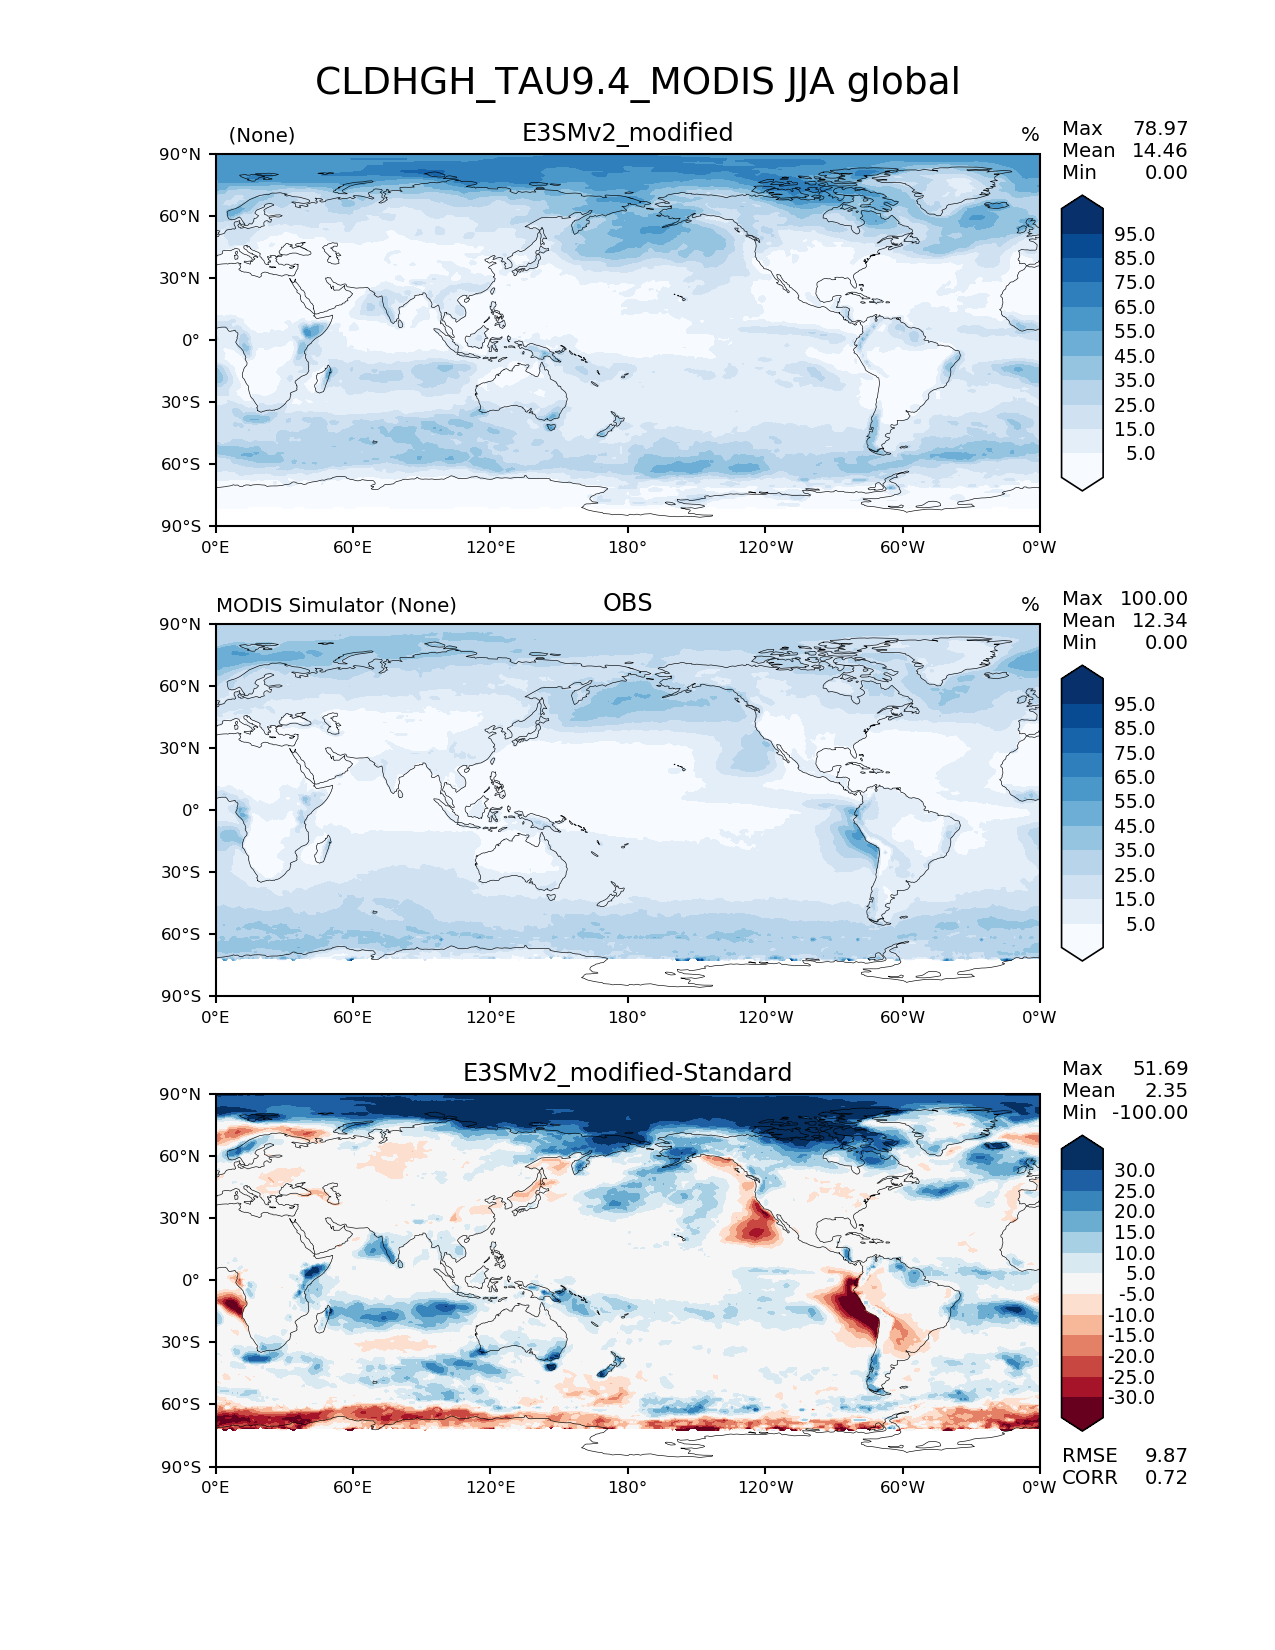 CLDHGH_TAU9.4_MODIS JJA global
(None) E3SMv2_modified %
Max 78.97
Mean 14.46
Min 0.00
90°N
60°N
30°N
0°
30°S
60°S
90°S
0°E 60°E 120°E 180° 120°W 60°W 0°W
95.0
85.0
75.0
65.0
55.0
45.0
35.0
25.0
15.0
5.0
MODIS Simulator (None) OBS %
Max 100.00
Mean 12.34
Min 0.00
90°N
60°N
30°N
0°
30°S
60°S
90°S
0°E 60°E 120°E 180° 120°W 60°W 0°W
95.0
85.0
75.0
65.0
55.0
45.0
35.0
25.0
15.0
5.0
E3SMv2_modified-Standard
Max 51.69
Mean 2.35
Min -100.00
90°N
60°N
30°N
0°
30°S
60°S
90°S
0°E 60°E 120°E 180° 120°W 60°W 0°W
30.0
25.0
20.0
15.0
10.0
5.0
-5.0
-10.0
-15.0
-20.0
-25.0
-30.0
RMSE 9.87
CORR 0.72